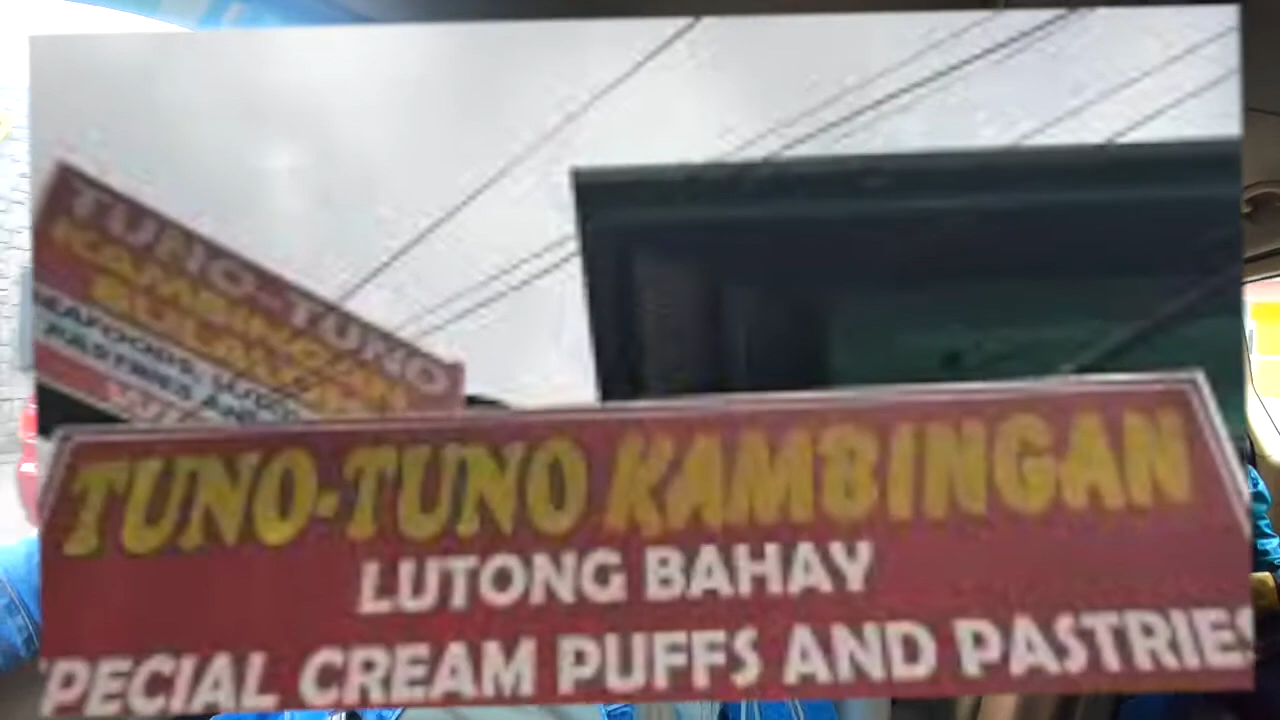 TUNO-TUNO
KAMBINGAN
TUNO-TUNO KAMBINGAN
LUTONG BAHAY
PECIAL CREAM PUFFS AND PASTRIES